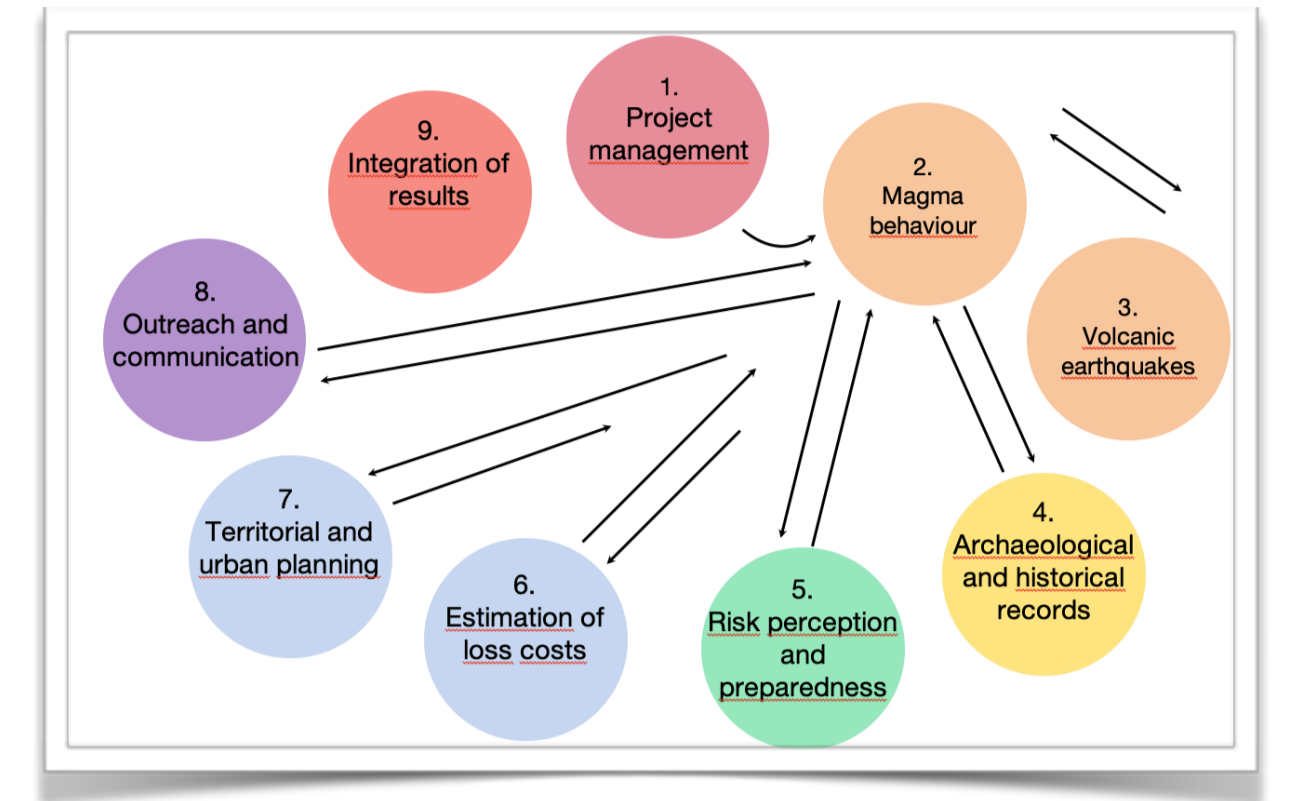 1.
Project
management
2.
Magma
behaviour
3.
Volcanic
earthquakes
4.
Archaeological
and historical
records
5.
Risk perception
and
preparedness
6.
Estimation of
loss costs
7.
Territorial and
urban planning
8.
Outreach and
communication
9.
Integration of
results